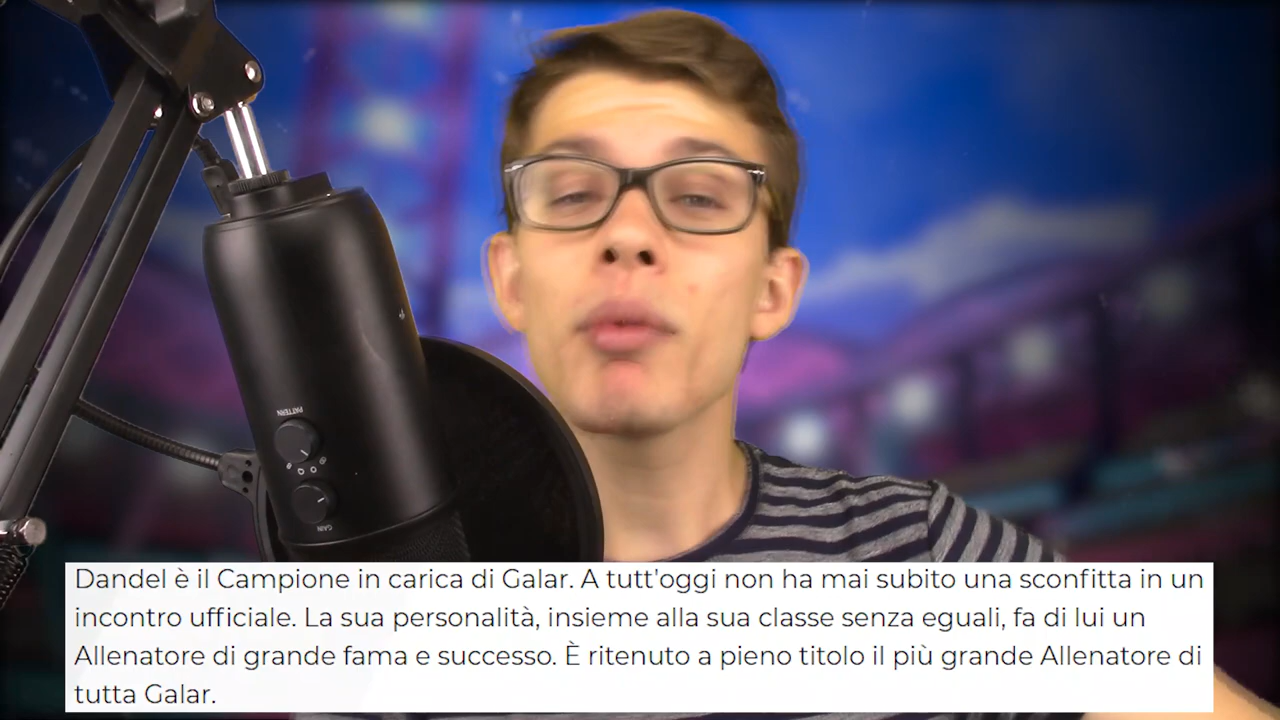 PATTERN
GAIN
Dandel è il Campione in carica di Galar. A tutt'oggi non ha mai subito una sconfitta in un
incontro ufficiale. La sua personalità, insieme alla sua classe senza eguali, fa di lui un
Allenatore di grande fama e successo. È ritenuto a pieno titolo il più grande Allenatore di
tutta Galar.